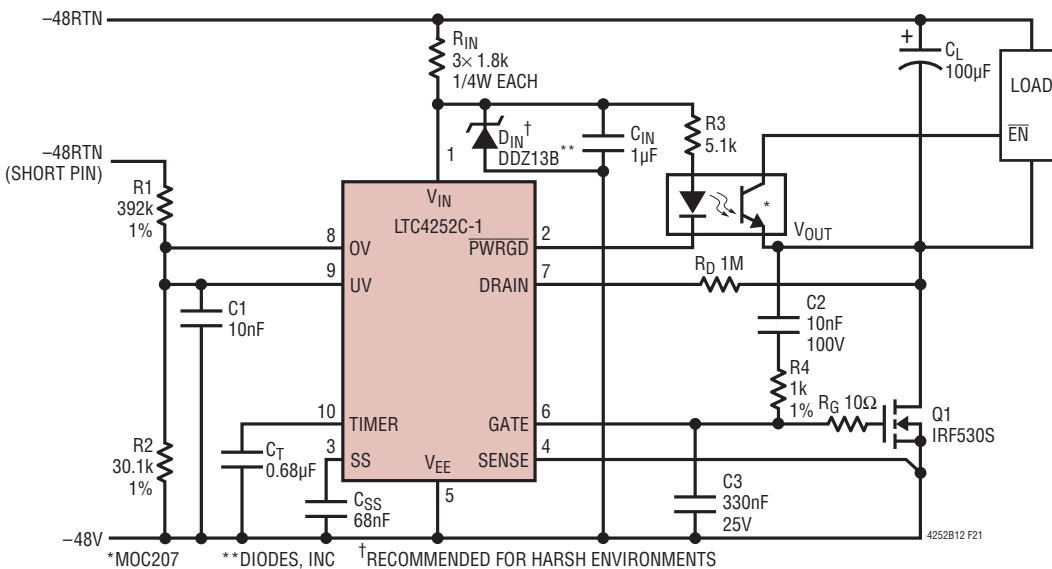 –48RTN
R_IN
3× 1.8k
1/4W EACH
+
C_L
100µF
LOAD
E̅N̅
–48RTN
(SHORT PIN)
1
D_IN†
DDZ13B**
C_IN
1µF
R3
5.1k
R1
392k
1%
V_IN
LTC4252C-1
*
V_OUT
8
OV
P̅W̅R̅G̅D̅
2
9
UV
DRAIN
7
R_D 1M
C1
10nF
C2
10nF
100V
R4
1k
1%
R_G 10Ω
Q1
IRF530S
10
TIMER
GATE
6
3
SS
SENSE
4
V_EE
5
R2
30.1k
1%
C_T
0.68µF
C_SS
68nF
C3
330nF
25V
–48V
4252B12 F21
*MOC207
**DIODES, INC
†RECOMMENDED FOR HARSH ENVIRONMENTS